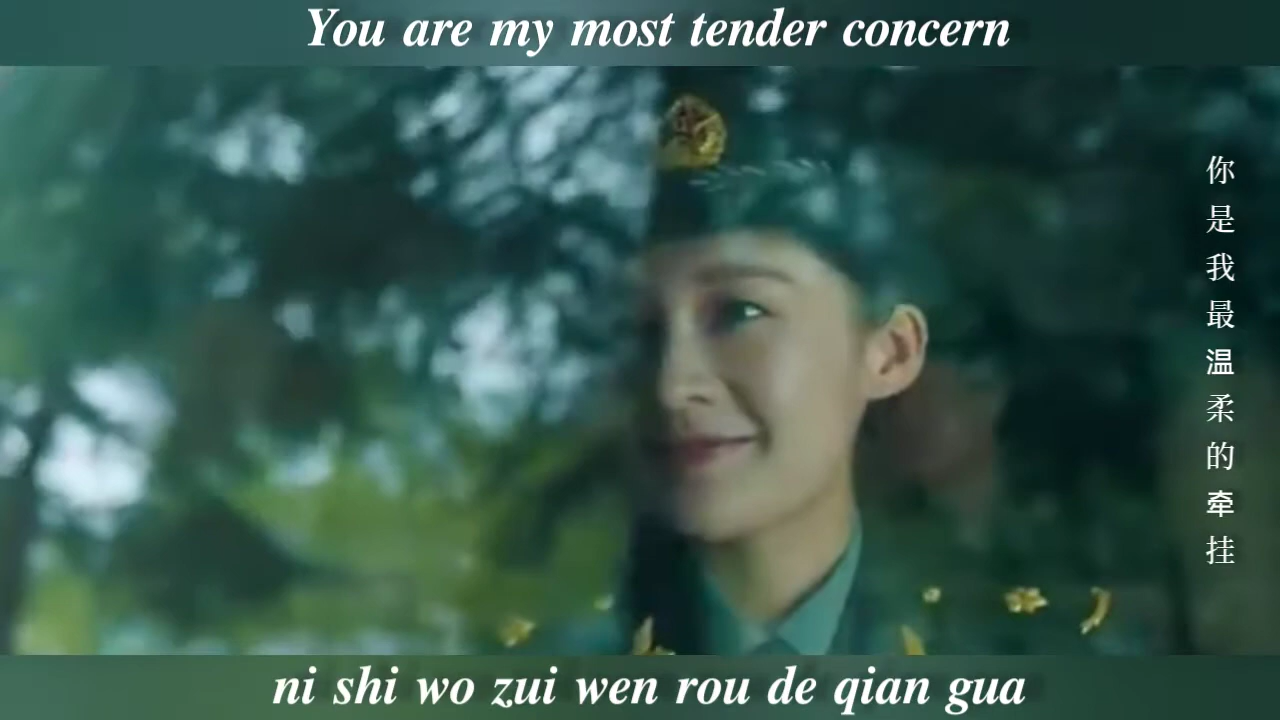 You are my most tender concern
你是我最温柔的牵挂
ni shi wo zui wen rou de qian gua